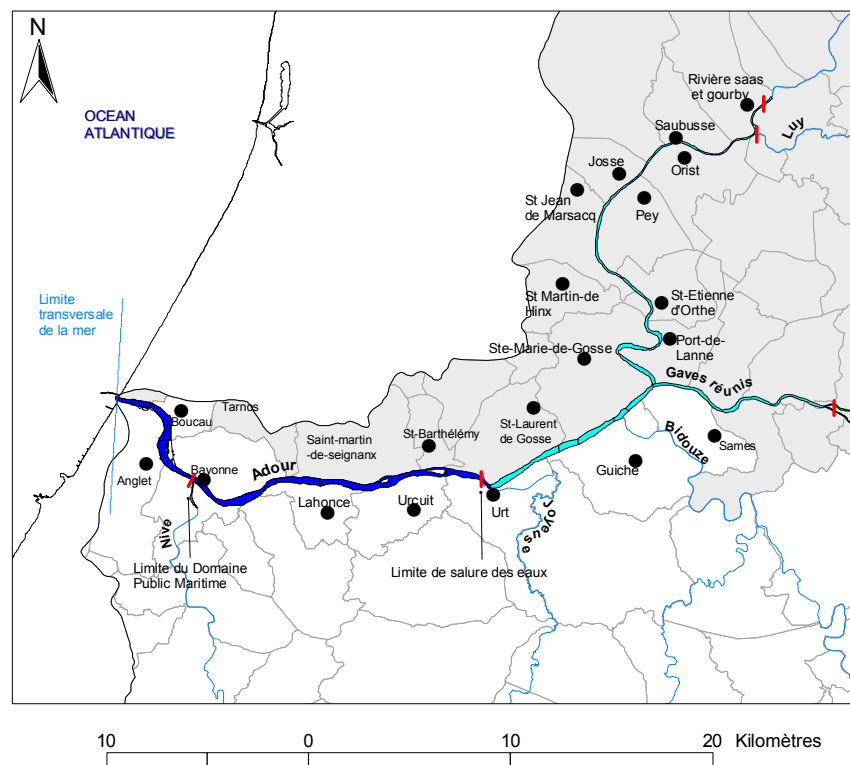 N
OCEAN
ATLANTIQUE
Rivière saas
et gourby
Luy
Saubusse
Orist
Josse
St Jean
de Marsacq
Pey
Limite
transversale
de la mer
St Martin-de
Hinx
St-Etienne
d'Orthe
Port-de-
Lanne
Ste-Marie-de-Gosse
Gaves réunis
Boucau
Tarnos
Saint-martin
-de-seignanx
St-Barthélémy
St-Laurent
de Gosse
Bidouze
Sames
Anglet
Bayonne
Adour
Guiche
Lahonce
Urcuit
Urt
Joyeuse
Nive
Limite du Domaine
Public Maritime
Limite de salure des eaux
10 0 10 20 Kilomètres